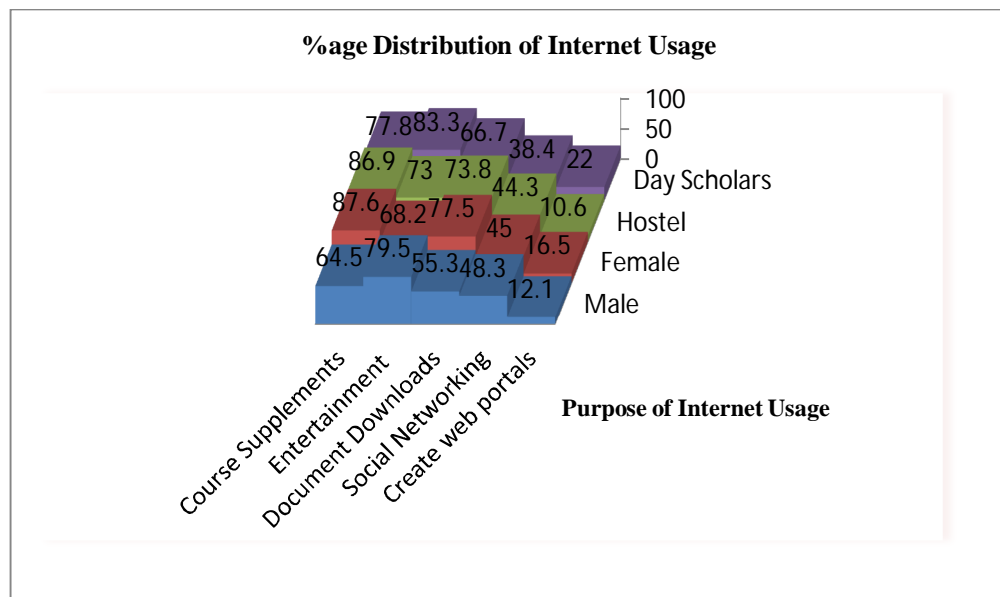 %age Distribution of Internet Usage
100
50
0
77.8 83.3 66.7 38.4 22
Day Scholars
86.9 73 73.8 44.3 10.6
Hostel
87.6 68.2 77.5 45 16.5
Female
64.5 79.5 55.3 48.3 12.1
Male
Course Supplements
Entertainment
Document Downloads
Social Networking
Create web portals
Purpose of Internet Usage